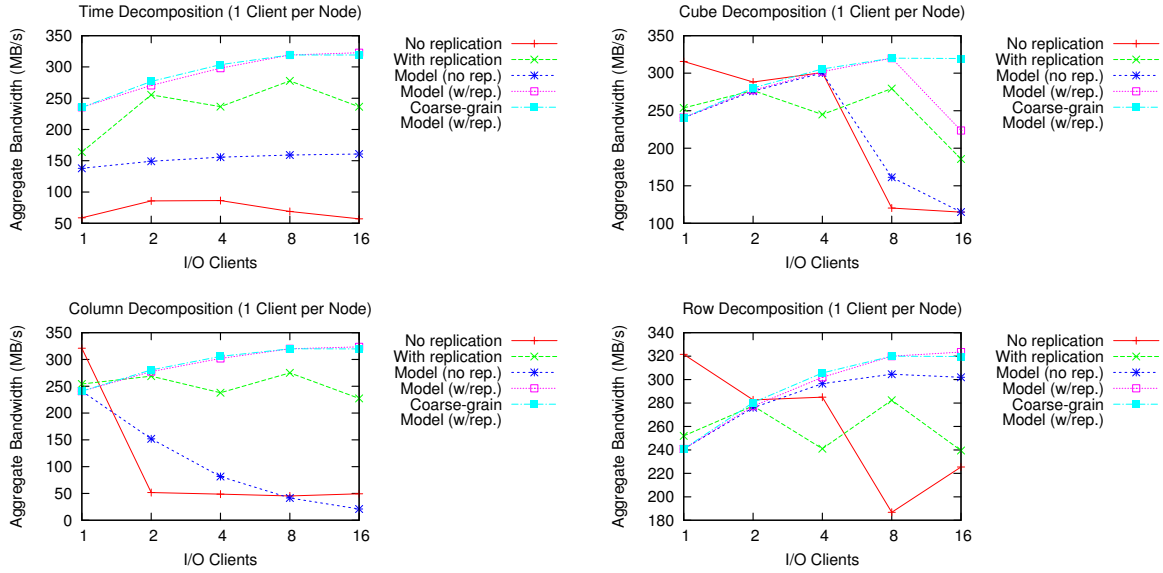 Time Decomposition (1 Client per Node)
Aggregate Bandwidth (MB/s)
350
300
250
200
150
100
50
1
2
4
8
16
I/O Clients
No replication
With replication
Model (no rep.)
Model (w/rep.)
Coarse-grain
Model (w/rep.)
Cube Decomposition (1 Client per Node)
Aggregate Bandwidth (MB/s)
350
300
250
200
150
100
1
2
4
8
16
I/O Clients
No replication
With replication
Model (no rep.)
Model (w/rep.)
Coarse-grain
Model (w/rep.)
Column Decomposition (1 Client per Node)
Aggregate Bandwidth (MB/s)
350
300
250
200
150
100
50
0
1
2
4
8
16
I/O Clients
No replication
With replication
Model (no rep.)
Model (w/rep.)
Coarse-grain
Model (w/rep.)
Row Decomposition (1 Client per Node)
Aggregate Bandwidth (MB/s)
340
320
300
280
260
240
220
200
180
1
2
4
8
16
I/O Clients
No replication
With replication
Model (no rep.)
Model (w/rep.)
Coarse-grain
Model (w/rep.)